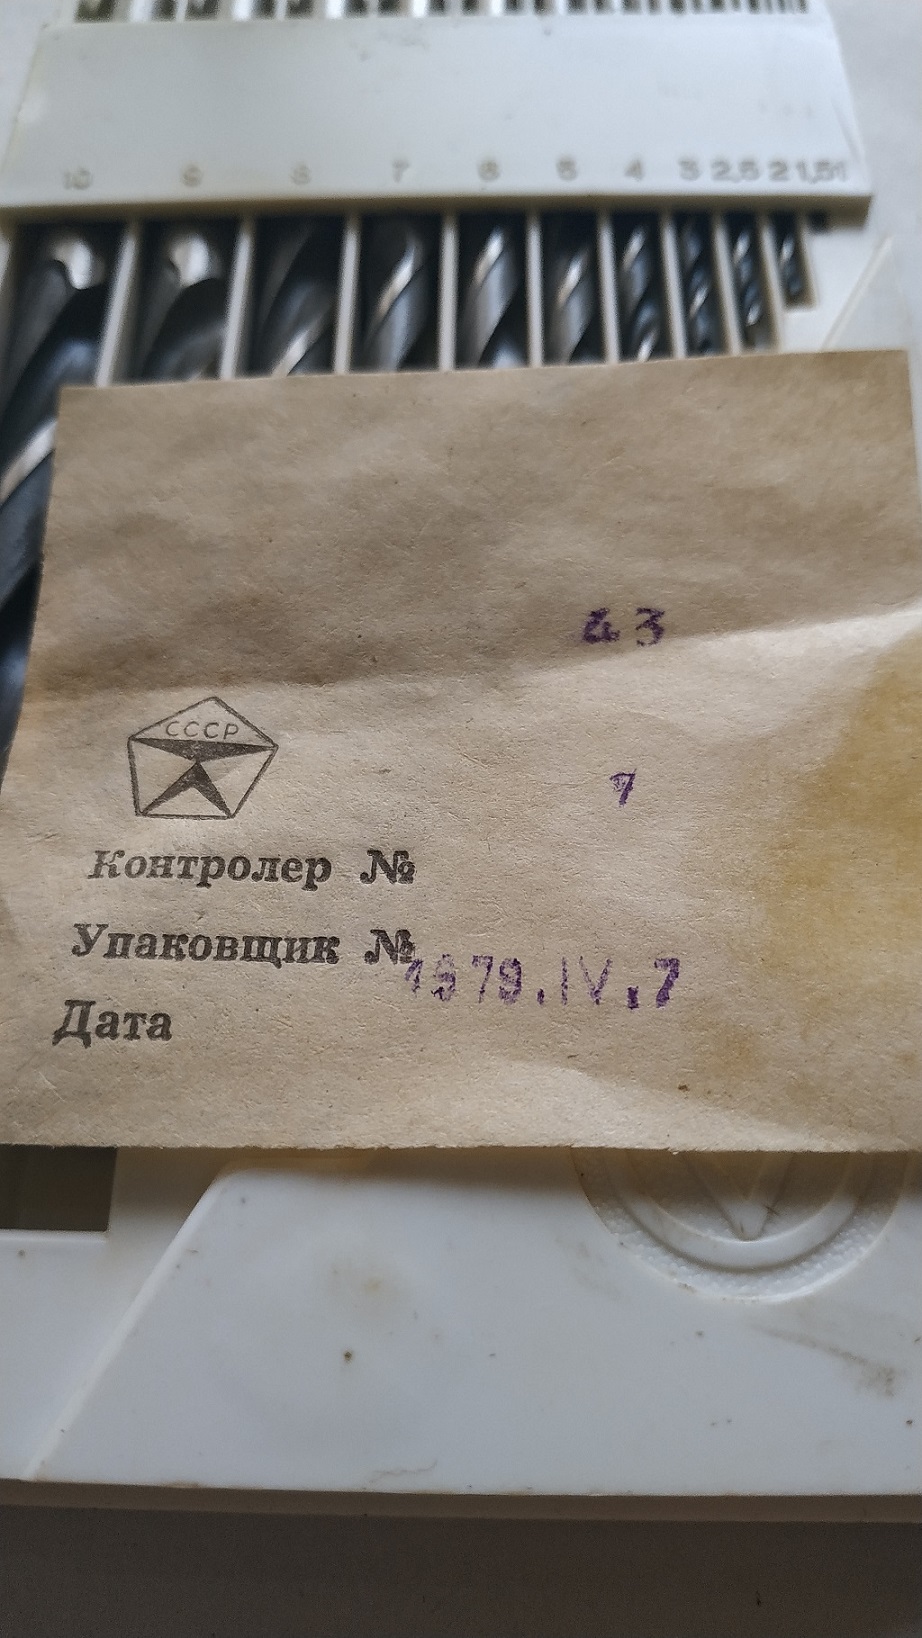 10 9 8 7 6 5 4 3 2,5 2 1,5 1
43
СССР
7
Контролер №
Упаковщик №
1979.IV.7
Дата